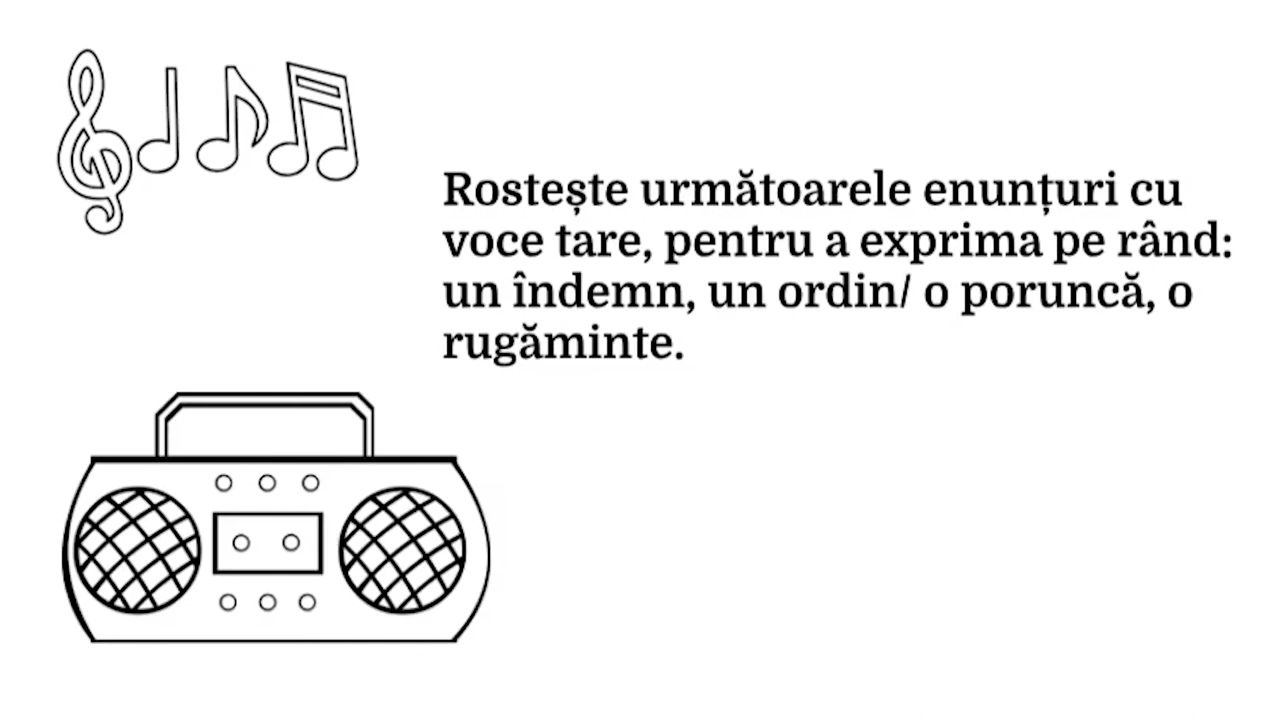 Rostește următoarele enunțuri cu
voce tare, pentru a exprima pe rând:
un îndemn, un ordin/ o poruncă, o
rugăminte.